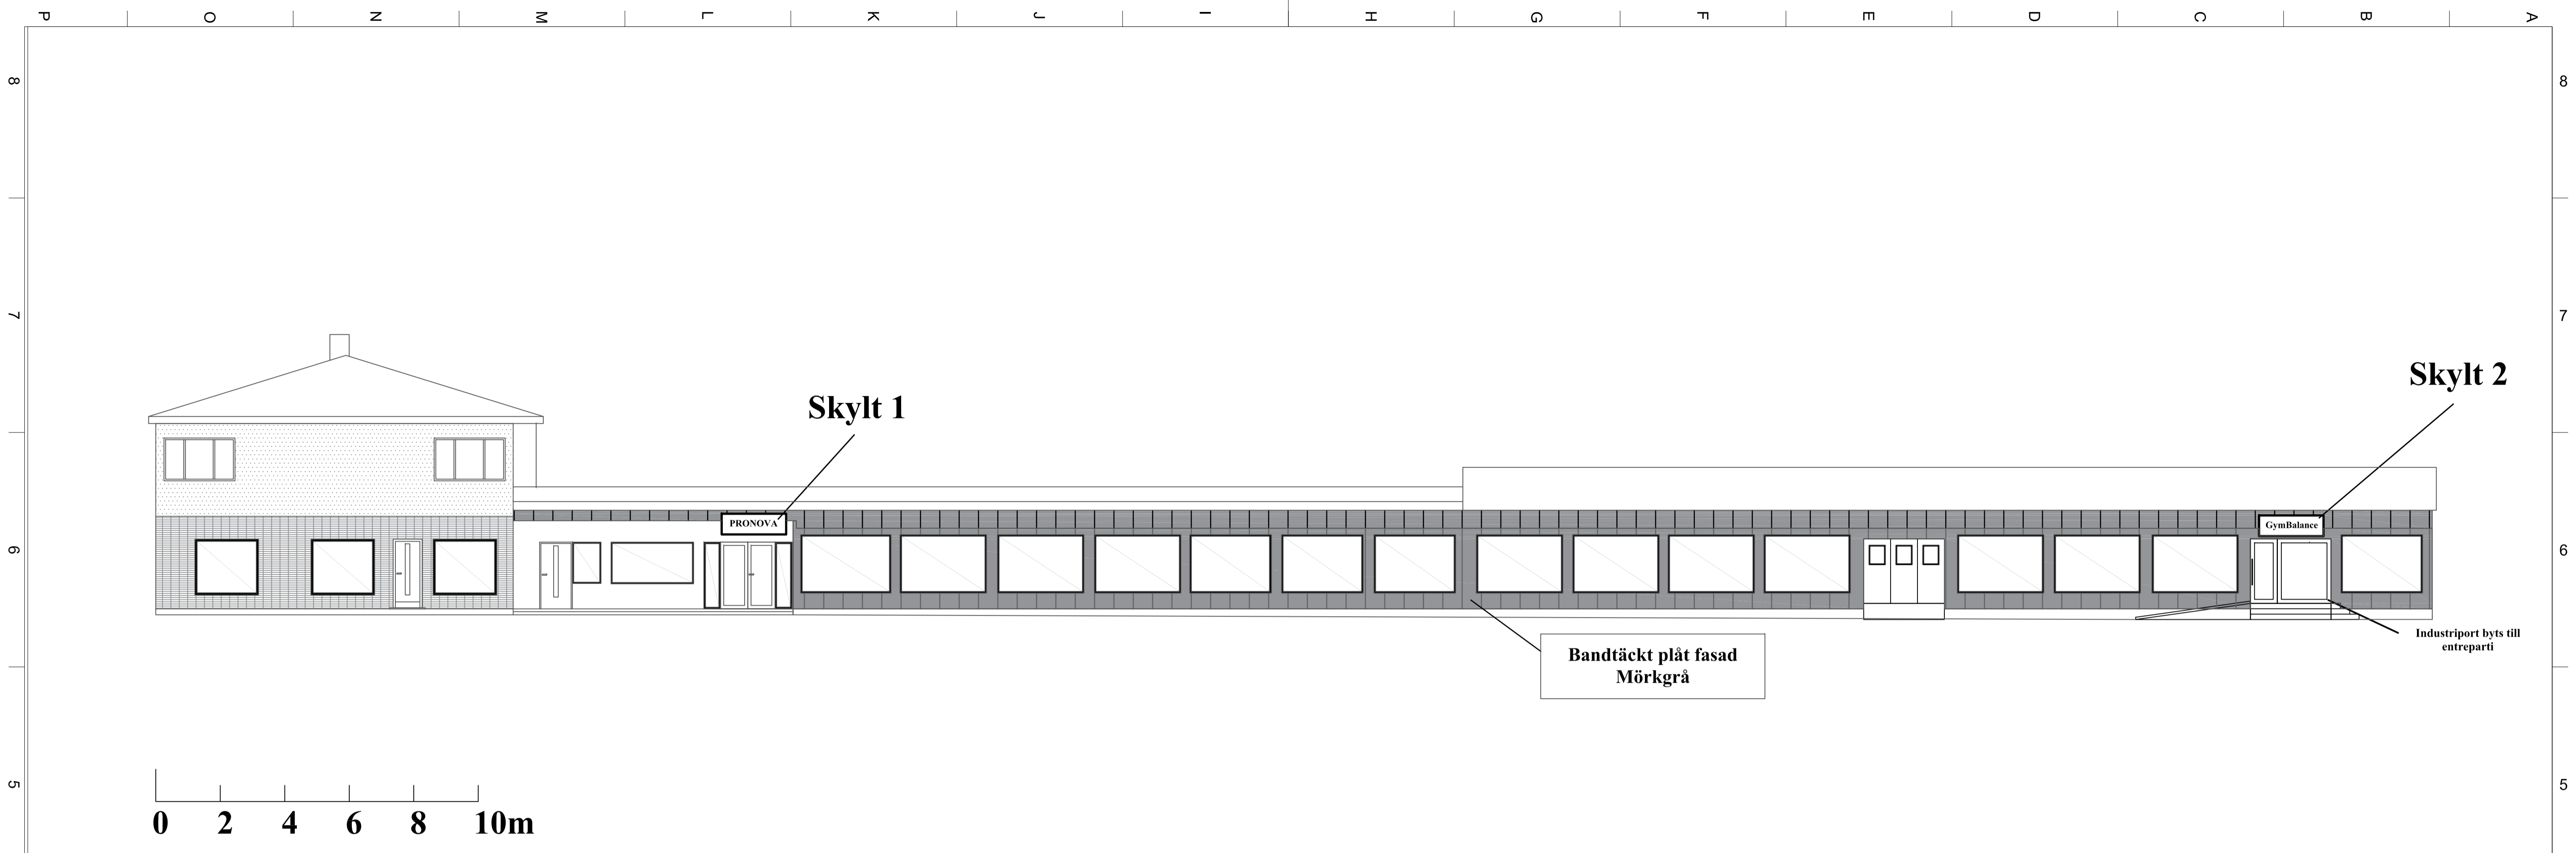 P O N M L K J I H G F E D C B A
8 8
7 7
Skylt 2
Skylt 1
PRONOVA
GymBalance
6 6
Industriport byts till
entreparti
Bandtäckt plåt fasad
Mörkgrå
5 5
0 2 4 6 8 10m